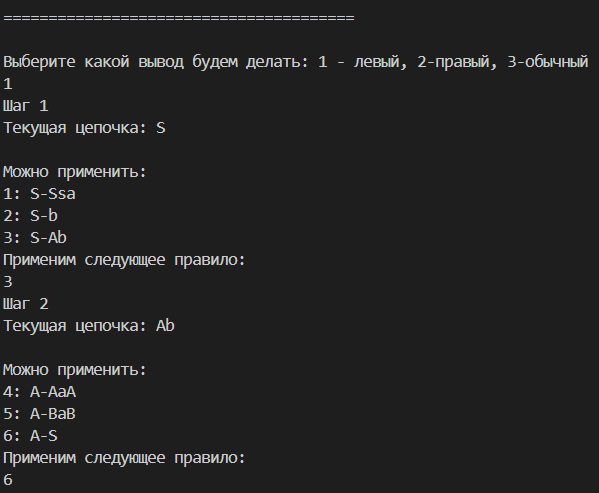 =======================================
Выберите какой вывод будем делать: 1 - левый, 2-правый, 3-обычный
1
Шаг 1
Текущая цепочка: S
Можно применить:
1: S-Ssa
2: S-b
3: S-Ab
Применим следующее правило:
3
Шаг 2
Текущая цепочка: Ab
Можно применить:
4: A-AaA
5: A-BaB
6: A-S
Применим следующее правило:
6